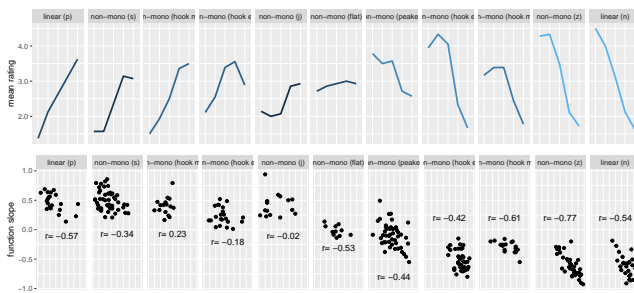 linear (p) non-mono (s) n-mono (hook m n-mono (hook e non-mono (j) non-mono (flat) on-mono (peake n-mono (hook e n-mono (hook m non-mono (z) linear (n)
mean rating
4.0
3.0
2.0
linear (p) non-mono (s) n-mono (hook m n-mono (hook e non-mono (j) non-mono (flat) on-mono (peake n-mono (hook e n-mono (hook m non-mono (z) linear (n)
function slope
1.0
0.5
0.0
−0.5
−1.0
r= −0.57 r= −0.34 r= 0.23 r= −0.18 r= −0.02 r= −0.53 r= −0.44 r= −0.42 r= −0.61 r= −0.77 r= −0.54